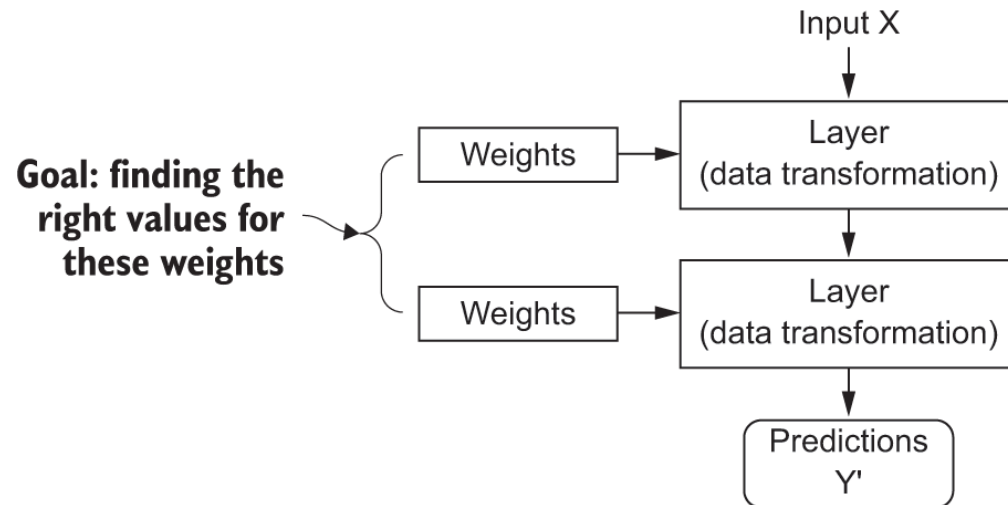 Input X
Goal: finding the
right values for
these weights
Weights
Layer
(data transformation)
Weights
Layer
(data transformation)
Predictions
Y'